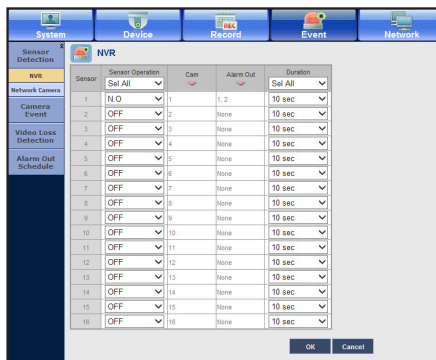 System Device REC Record Event Network
Sensor Detection
NVR
Network Camera
Camera Event
Video Loss Detection
Alarm Out Schedule
NVR
Sensor Sensor Operation Cam Alarm Out Duration
Sel All Sel All
1 N.O 1 1, 2 10 sec
2 OFF 2 None 10 sec
3 OFF 3 None 10 sec
4 OFF 4 None 10 sec
5 OFF 5 None 10 sec
6 OFF 6 None 10 sec
7 OFF 7 None 10 sec
8 OFF 8 None 10 sec
9 OFF 9 None 10 sec
10 OFF 10 None 10 sec
11 OFF 11 None 10 sec
12 OFF 12 None 10 sec
13 OFF 13 None 10 sec
14 OFF 14 None 10 sec
15 OFF 15 None 10 sec
16 OFF 16 None 10 sec
OK Cancel